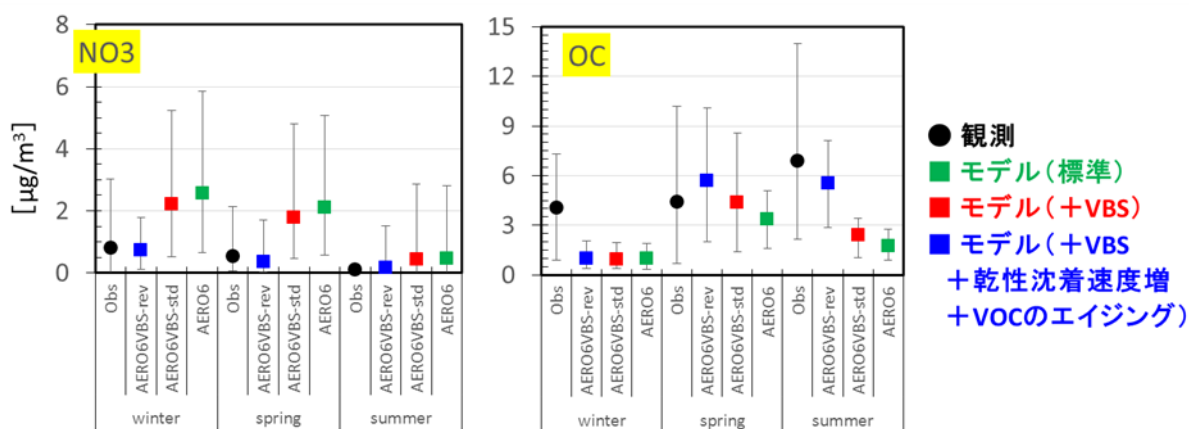 8
6
4
2
0
[μg/m³]
NO3
Obs
AERO6VBS-rev
AERO6VBS-std
AERO6
Obs
AERO6VBS-rev
AERO6VBS-std
AERO6
Obs
AERO6VBS-rev
AERO6VBS-std
AERO6
winter
spring
summer
15
12
9
6
3
0
OC
Obs
AERO6VBS-rev
AERO6VBS-std
AERO6
Obs
AERO6VBS-rev
AERO6VBS-std
AERO6
Obs
AERO6VBS-rev
AERO6VBS-std
AERO6
winter
spring
summer
観測
モデル(標準)
モデル(+VBS)
モデル(+VBS
+乾性沈着速度増
+VOCのエイジング)